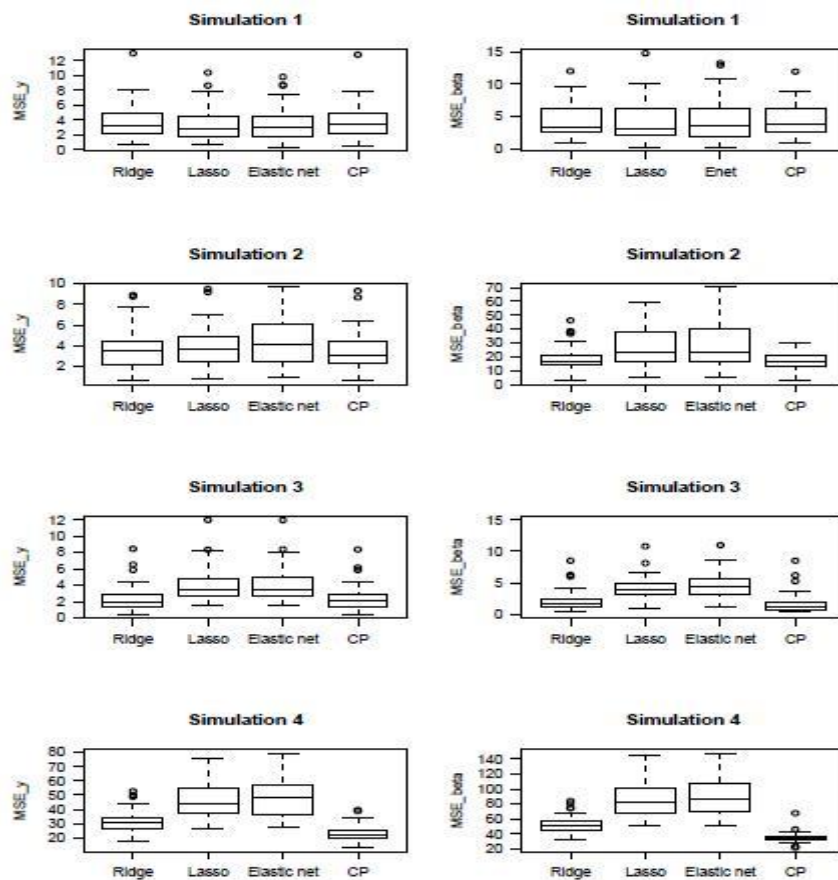 Simulation 1
MSE_y
12
10
8
6
4
2
0
Ridge Lasso Elastic net CP
Simulation 1
MSE_beta
15
10
5
0
Ridge Lasso Enet CP
Simulation 2
MSE_y
10
8
6
4
2
Ridge Lasso Elastic net CP
Simulation 2
MSE_beta
70
60
50
40
30
20
10
0
Ridge Lasso Elastic net CP
Simulation 3
MSE_y
12
10
8
6
4
2
0
Ridge Lasso Elastic net CP
Simulation 3
MSE_beta
15
10
5
0
Ridge Lasso Elastic net CP
Simulation 4
MSE_y
80
70
60
50
40
30
20
Ridge Lasso Elastic net CP
Simulation 4
MSE_beta
140
120
100
80
60
40
20
Ridge Lasso Elastic net CP